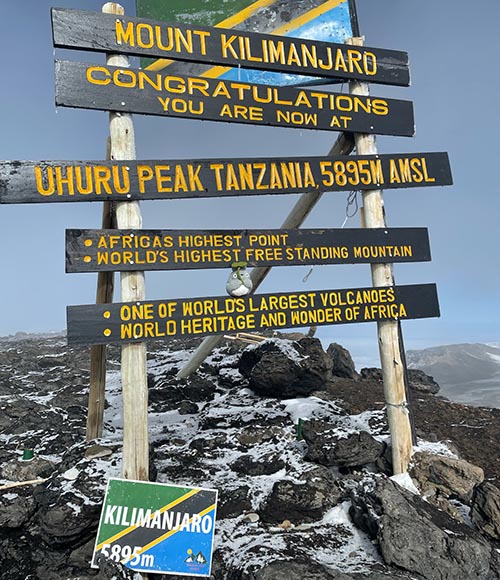 MOUNT KILIMANJARO
CONGRATULATIONS
YOU ARE NOW AT
UHURU PEAK TANZANIA, 5895M AMSL
• AFRICAS HIGHEST POINT
• WORLD'S HIGHEST FREE STANDING MOUNTAIN
• ONE OF WORLD'S LARGEST VOLCANOES
• WORLD HERITAGE AND WONDER OF AFRICA
KILIMANJARO
5895m